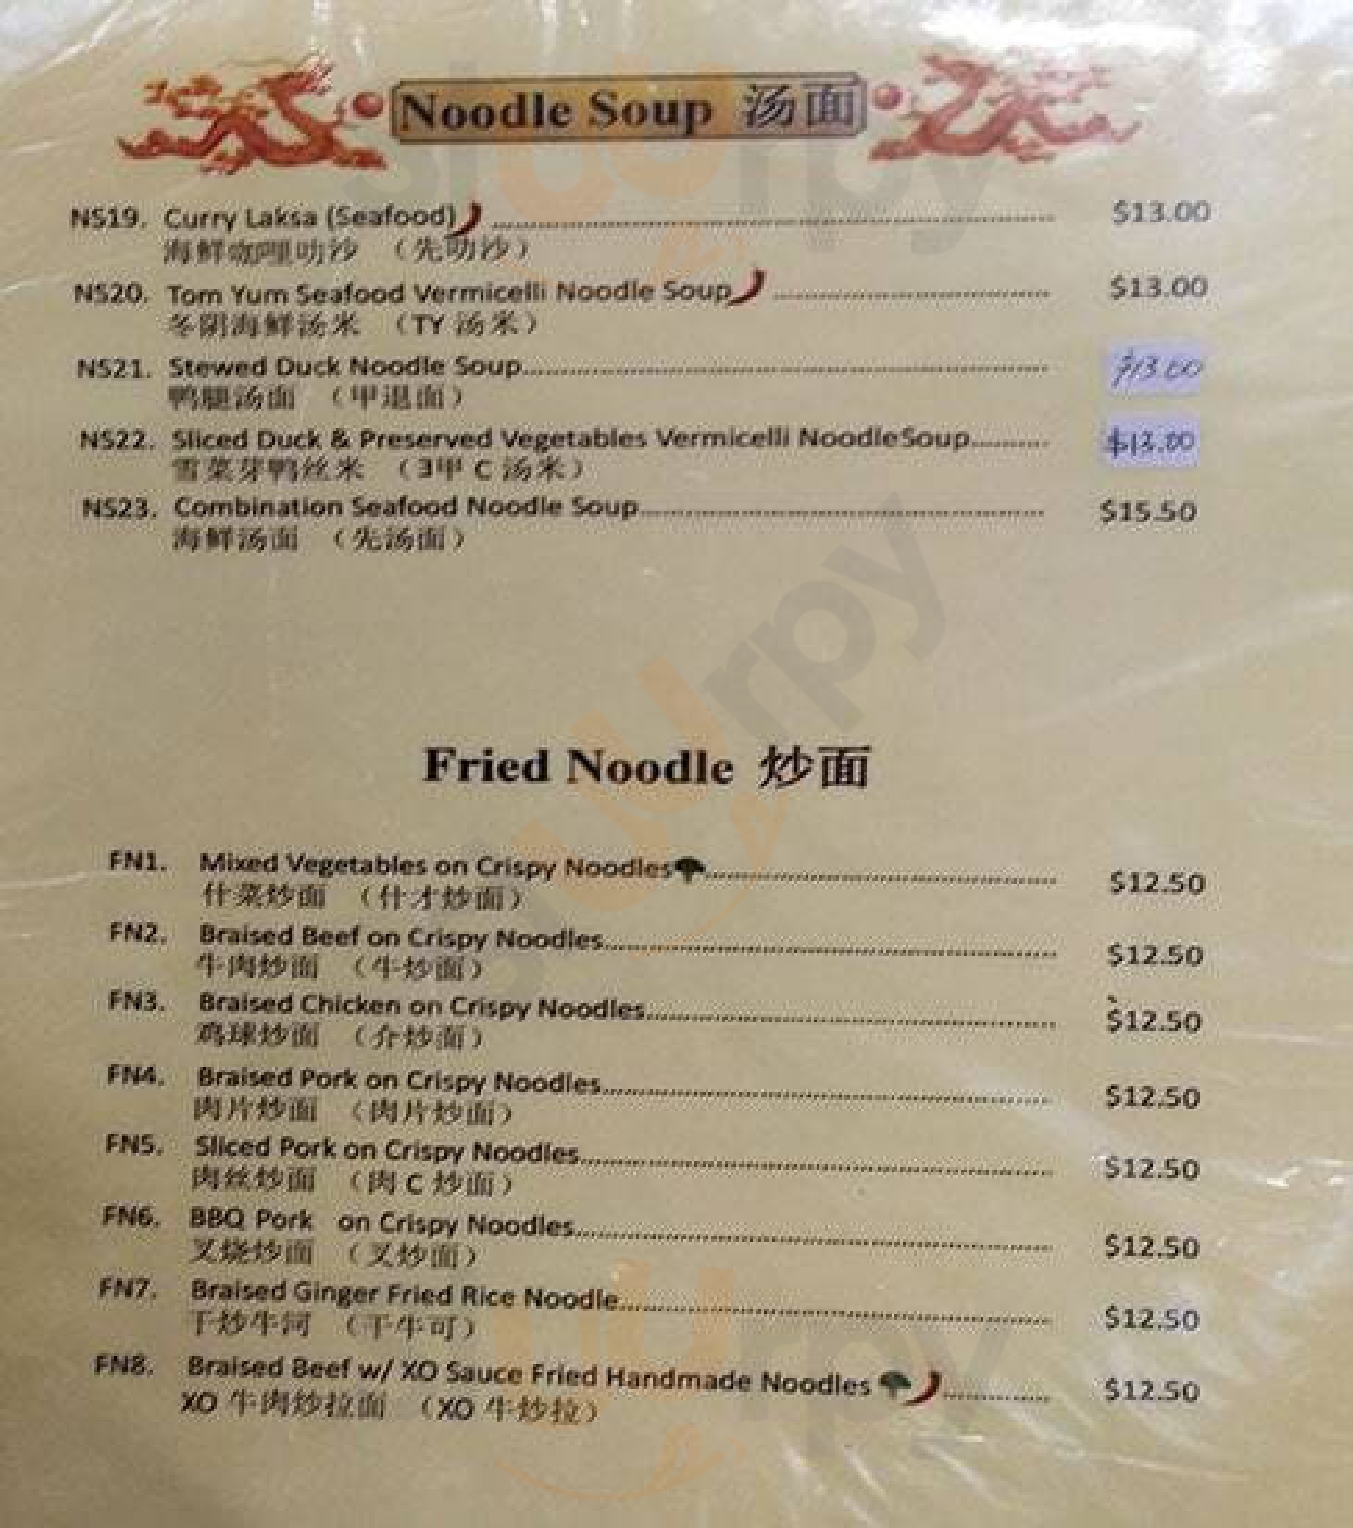 Noodle Soup 汤面
NS19. Curry Laksa (Seafood) $13.00
海鲜咖哩叻沙 （先叻沙）
NS20. Tom Yum Seafood Vermicelli Noodle Soup $13.00
冬阴海鲜汤米 （TY 汤米）
NS21. Stewed Duck Noodle Soup $13.00
鸭腿汤面 （甲退面）
NS22. Sliced Duck & Preserved Vegetables Vermicelli Noodle Soup
雪菜芽鸭丝米 （3甲 C 汤米）
NS23. Combination Seafood Noodle Soup $15.50
海鲜汤面 （先汤面）
Fried Noodle 炒面
FN1. Mixed Vegetables on Crispy Noodles $12.50
什菜炒面 （什才炒面）
FN2. Braised Beef on Crispy Noodles $12.50
牛肉炒面 （牛炒面）
FN3. Braised Chicken on Crispy Noodles $12.50
鸡球炒面 （介炒面）
FN4. Braised Pork on Crispy Noodles $12.50
肉片炒面 （肉片炒面）
FN5. Sliced Pork on Crispy Noodles $12.50
肉丝炒面 （肉 C 炒面）
FN6. BBQ Pork on Crispy Noodles $12.50
叉烧炒面 （叉炒面）
FN7. Braised Ginger Fried Rice Noodle $12.50
干炒牛河 （干牛可）
FN8. Braised Beef w/ XO Sauce Fried Handmade Noodles $12.50
XO 牛肉炒拉面 （XO 牛炒拉）
sluurpy
sluurpy
sluurpy